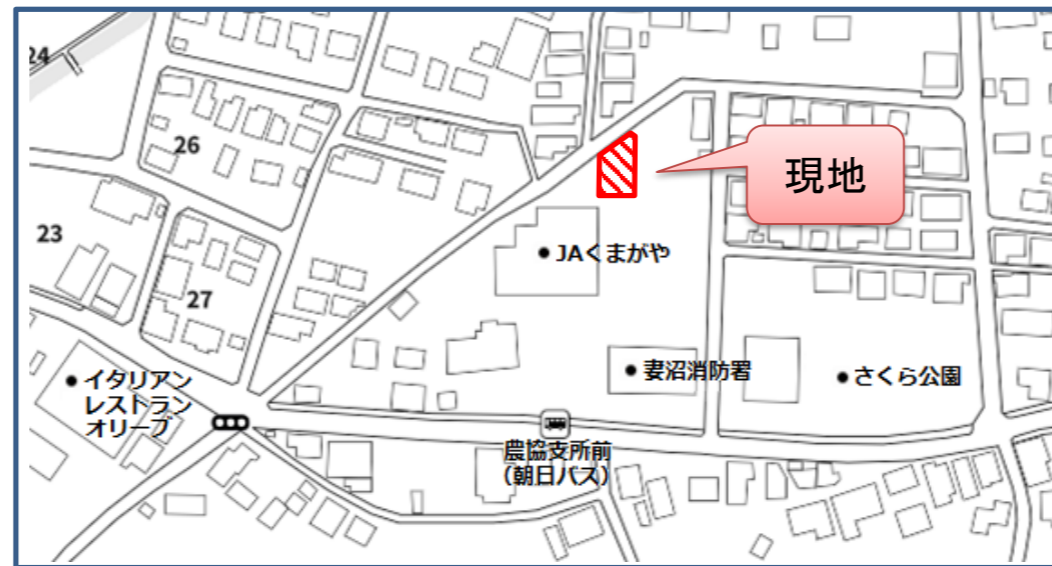 24
26
現地
23
JAくまがや
27
妻沼消防署
さくら公園
イタリアン
レストラン
オリーブ
農協支所前
(朝日バス)